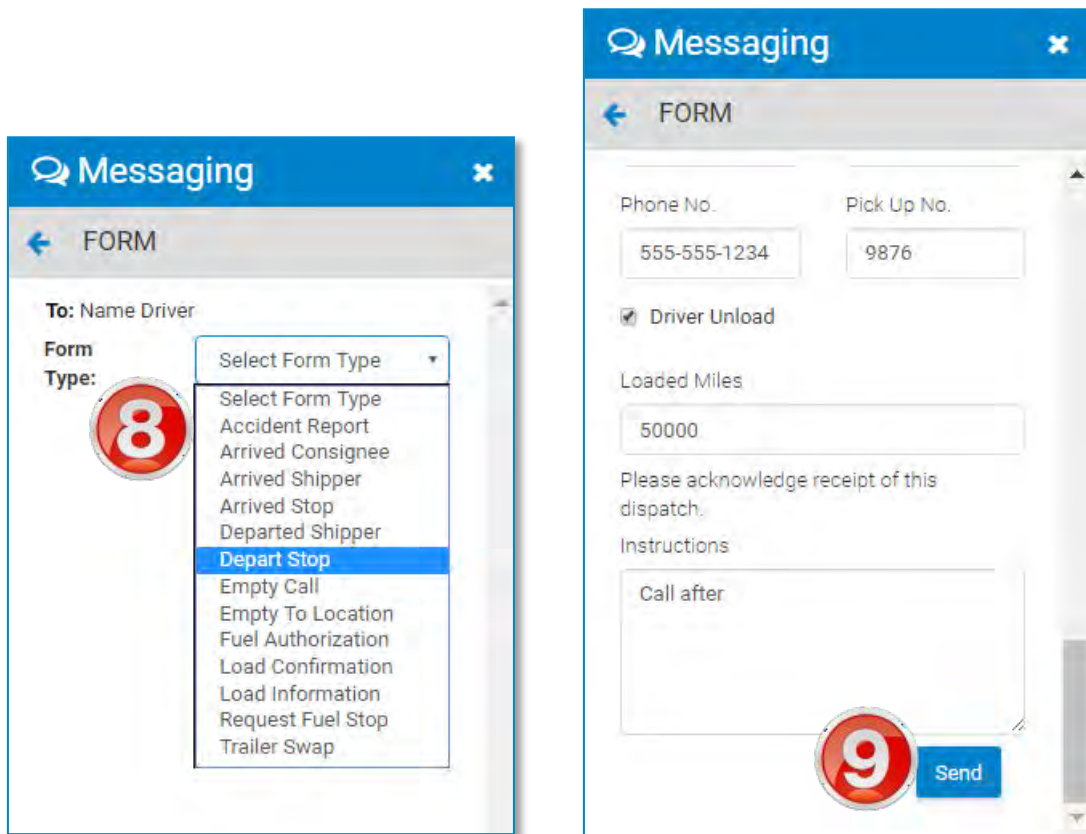 Messaging
FORM
To: Name Driver
Form
Type:
Select Form Type
8
Select Form Type
Accident Report
Arrived Consignee
Arrived Shipper
Arrived Stop
Departed Shipper
Depart Stop
Empty Call
Empty To Location
Fuel Authorization
Load Confirmation
Load Information
Request Fuel Stop
Trailer Swap
Messaging
FORM
Phone No. Pick Up No.
555-555-1234 9876
Driver Unload
Loaded Miles
50000
Please acknowledge receipt of this
dispatch.
Instructions
Call after
9
Send